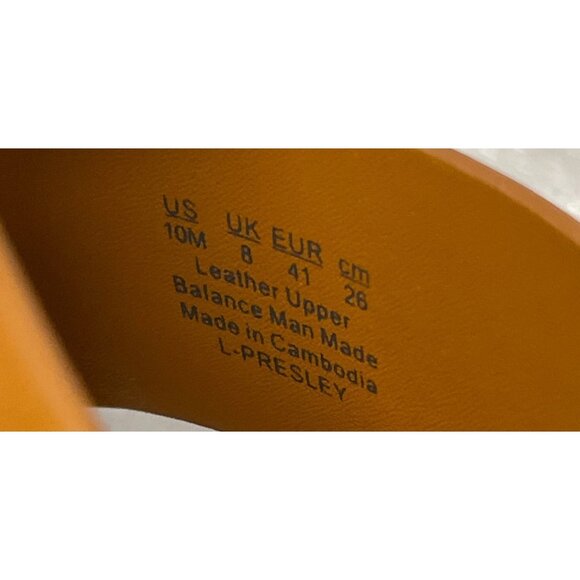 US UK EUR cm
10M 8 41 26
Leather Upper
Balance Man Made
Made in Cambodia
L-PRESLEY